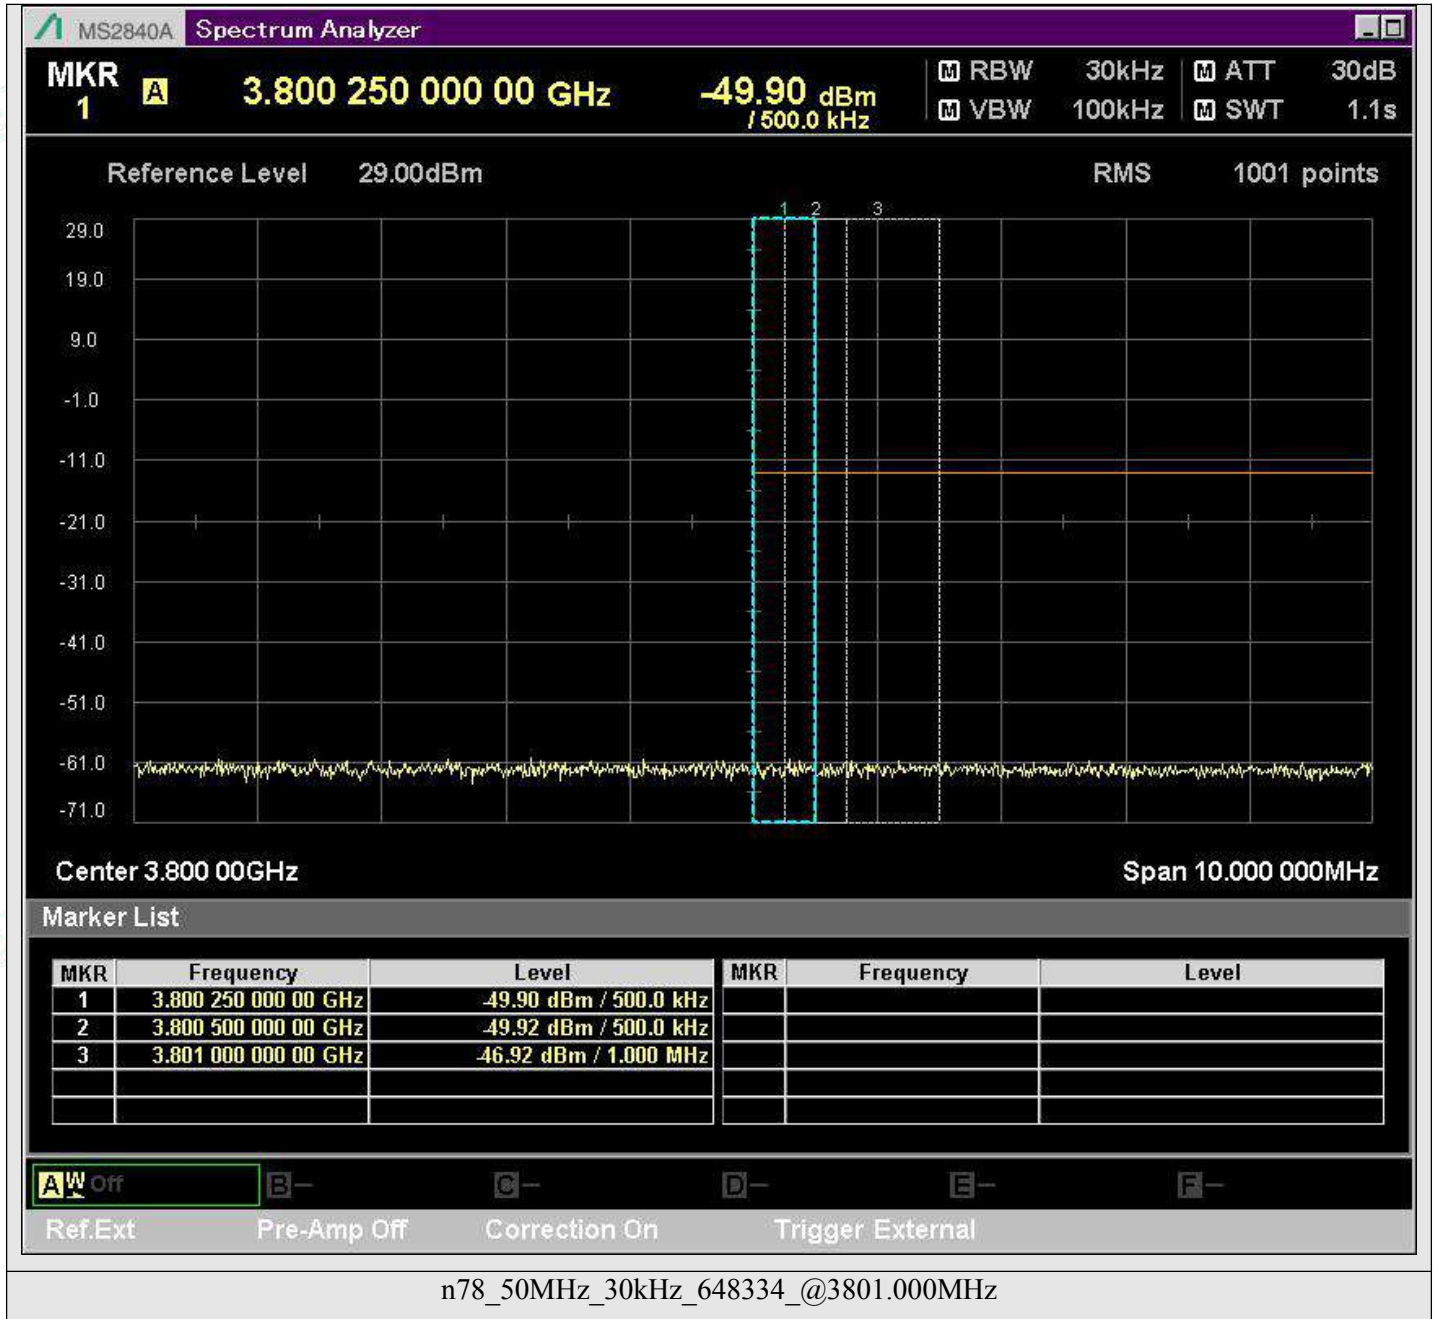 MS2840A Spectrum Analyzer
MKR 1 A 3.800 250 000 00 GHz -49.90 dBm / 500.0 kHz
M RBW 30kHz M ATT 30dB
M VBW 100kHz M SWT 1.1s
Reference Level 29.00dBm RMS 1001 points
1 2 3
29.0
19.0
9.0
-1.0
-11.0
-21.0
-31.0
-41.0
-51.0
-61.0
-71.0
Center 3.800 00GHz Span 10.000 000MHz
Marker List
MKR Frequency Level MKR Frequency Level
1 3.800 250 000 00 GHz -49.90 dBm / 500.0 kHz
2 3.800 500 000 00 GHz -49.92 dBm / 500.0 kHz
3 3.801 000 000 00 GHz -46.92 dBm / 1.000 MHz
A W Off B- C- D- E- F-
Ref.Ext Pre-Amp Off Correction On Trigger External
n78_50MHz_30kHz_648334_@3801.000MHz